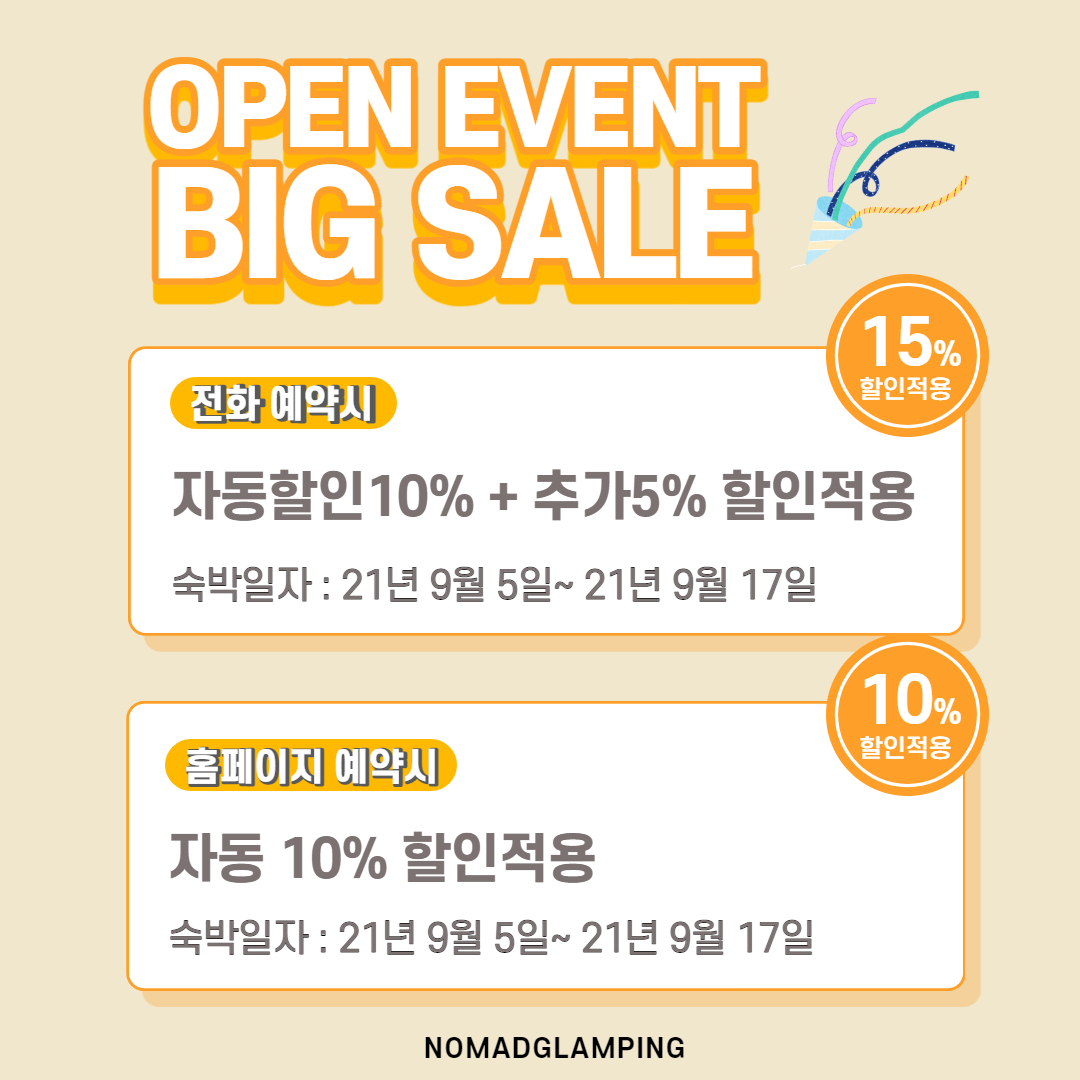 OPEN EVENT
BIG SALE
15%
할인적용
전화 예약시
자동할인10% + 추가5% 할인적용
숙박일자 : 21년 9월 5일~ 21년 9월 17일
10%
할인적용
홈페이지 예약시
자동 10% 할인적용
숙박일자 : 21년 9월 5일~ 21년 9월 17일
NOMADGLAMPING